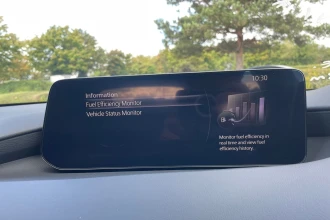 10:30
Information
Fuel Efficiency Monitor
Vehicle Status Monitor
Monitor fuel efficiency in
real time and view fuel
efficiency history.